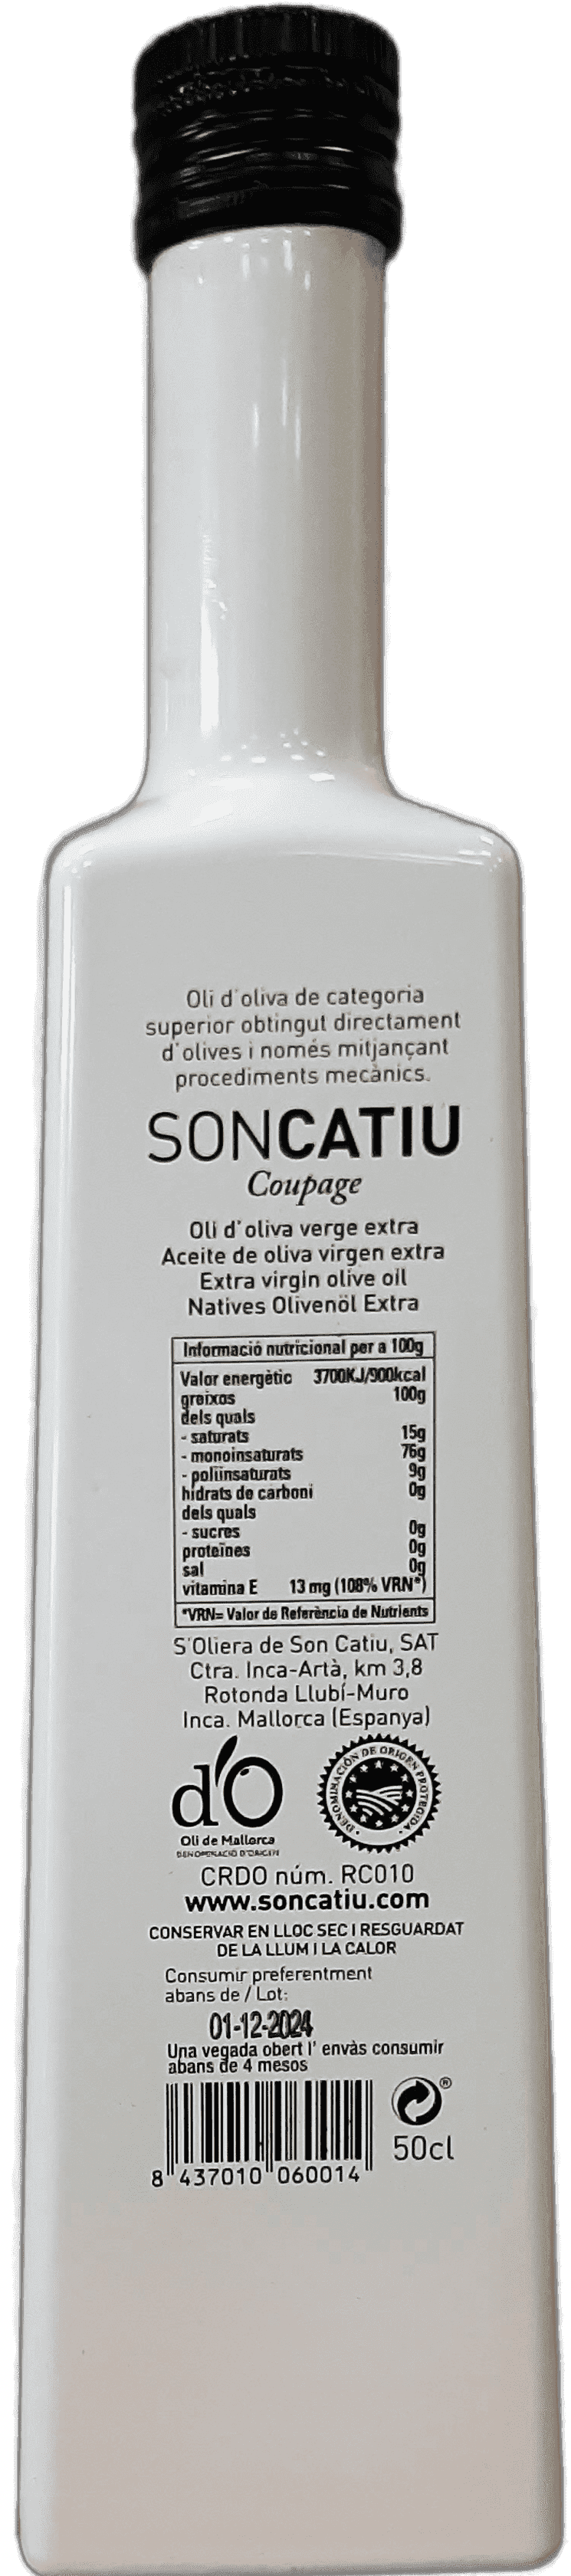 Oli d'oliva de categoria
superior obtingut directament
d'olives i només mitjançant
procediments mecànics.
SONCATIU
Coupage
Oli d'oliva verge extra
Aceite de oliva virgen extra
Extra virgin olive oil
Natives Olivenöl Extra
Informació nutricional per a 100g
Valor energètic 3700KJ/900kcal
greixos 100g
dels quals
- saturats 15g
- monoinsaturats 76g
- poliinsaturats 9g
hidrats de carboni 0g
dels quals
- sucres 0g
proteïnes 0g
sal 0g
vitamina E 13 mg (108% VRN*)
*VRN= Valor de Referència de Nutrients
S'Oliera de Son Catiu, SAT
Ctra. Inca-Artà, km 3,8
Rotonda Llubí-Muro
Inca. Mallorca (Espanya)
d'O
Oli de Mallorca
DENOMINACIÓ D'ORIGEN
DENOMINACIÓN DE ORIGEN PROTEGIDA
CRDO núm. RC010
www.soncatiu.com
CONSERVAR EN LLOC SEC I RESGUARDAT
DE LA LLUM I LA CALOR
Consumir preferentment
abans de / Lot:
01-12-2024
Una vegada obert l' envàs consumir
abans de 4 mesos
®
50cl
8 437010 060014